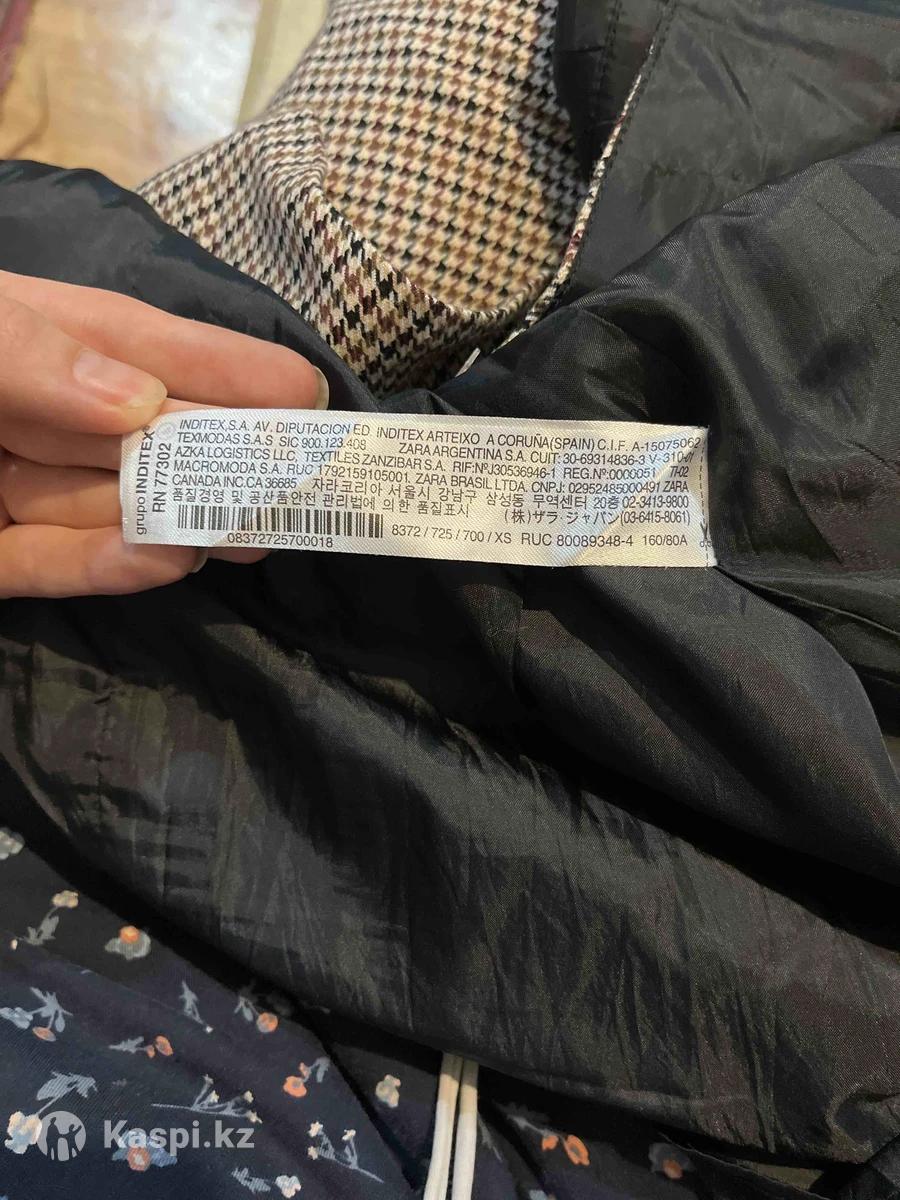 grupo INDITEX®
RN 77302
INDITEX,S.A. AV. DIPUTACION ED INDITEX ARTEIXO A CORUÑA(SPAIN) C.I.F. A-15075062
TEXMODAS S.A.S SIC 900.123.409 ZARA ARGENTINA S.A. CUIT: 30-69314836-3 V-
AZKA LOGISTICS LLC, TEXTILES ZANZIBAR S.A. RIF:NºJ30536946-1 REG.Nº:0000051
MACROMODA S.A. RUC 1792159105001, ZARA BRASIL LTDA. CNPJ: 02952485000491 ZARA
CANADA INC.CA 36685 자라코리아 서울시 강남구 삼성동 무역센터 20층 02-3413-9800
품질경영 및 공산품안전 관리법에 의한 품질표시 (株)ザラ・ジャパン(03-6415-8061)
08372725700018 8372 / 725 / 700 / XS RUC 80089348-4 160/80A
Kaspi.kz